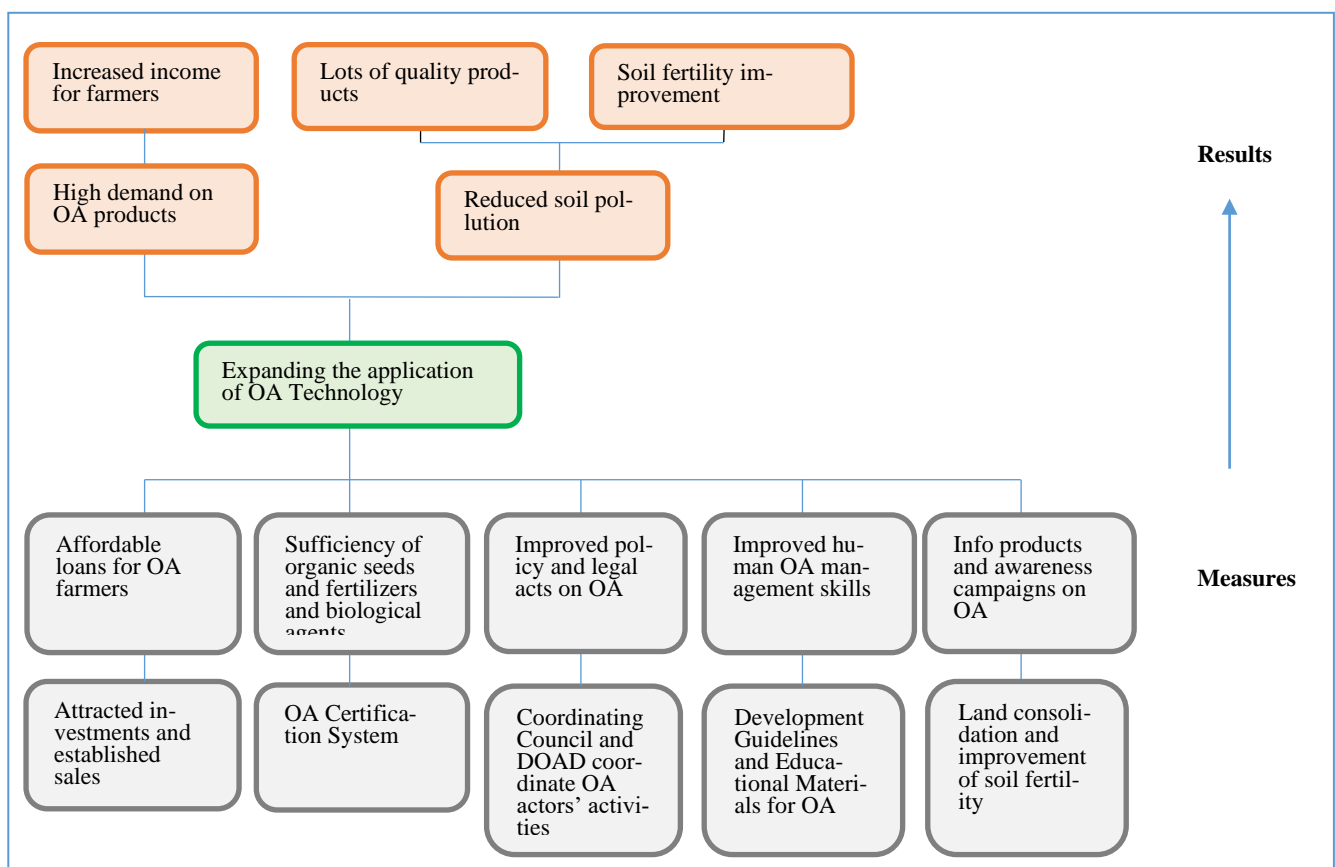 Increased income
for farmers
Lots of quality prod-
ucts
Soil fertility im-
provement
Results
High demand on
OA products
Reduced soil pol-
lution
Expanding the application
of OA Technology
Affordable
loans for OA
farmers
Sufficiency of
organic seeds
and fertilizers
and biological
agents
Improved pol-
icy and legal
acts on OA
Improved hu-
man OA man-
agement skills
Info products
and awareness
campaigns on
OA
Measures
Attracted in-
vestments and
established
sales
OA Certifica-
tion System
Coordinating
Council and
DOAD coor-
dinate OA
actors’ activi-
ties
Development
Guidelines
and Educa-
tional Materi-
als for OA
Land consoli-
dation and
improvement
of soil fertil-
ity